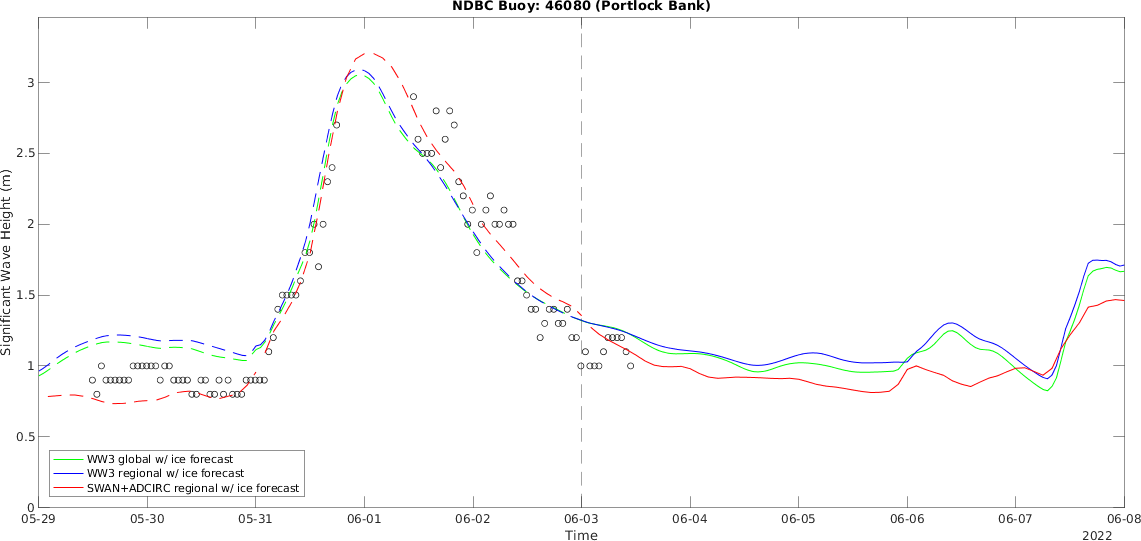 NDBC Buoy: 46080 (Portlock Bank)
Significant Wave Height (m)
3
2.5
2
1.5
1
0.5
0
WW3 global w/ ice forecast
WW3 regional w/ ice forecast
SWAN+ADCIRC regional w/ ice forecast
05-29 05-30 05-31 06-01 06-02 06-03 06-04 06-05 06-06 06-07 06-08
Time
2022